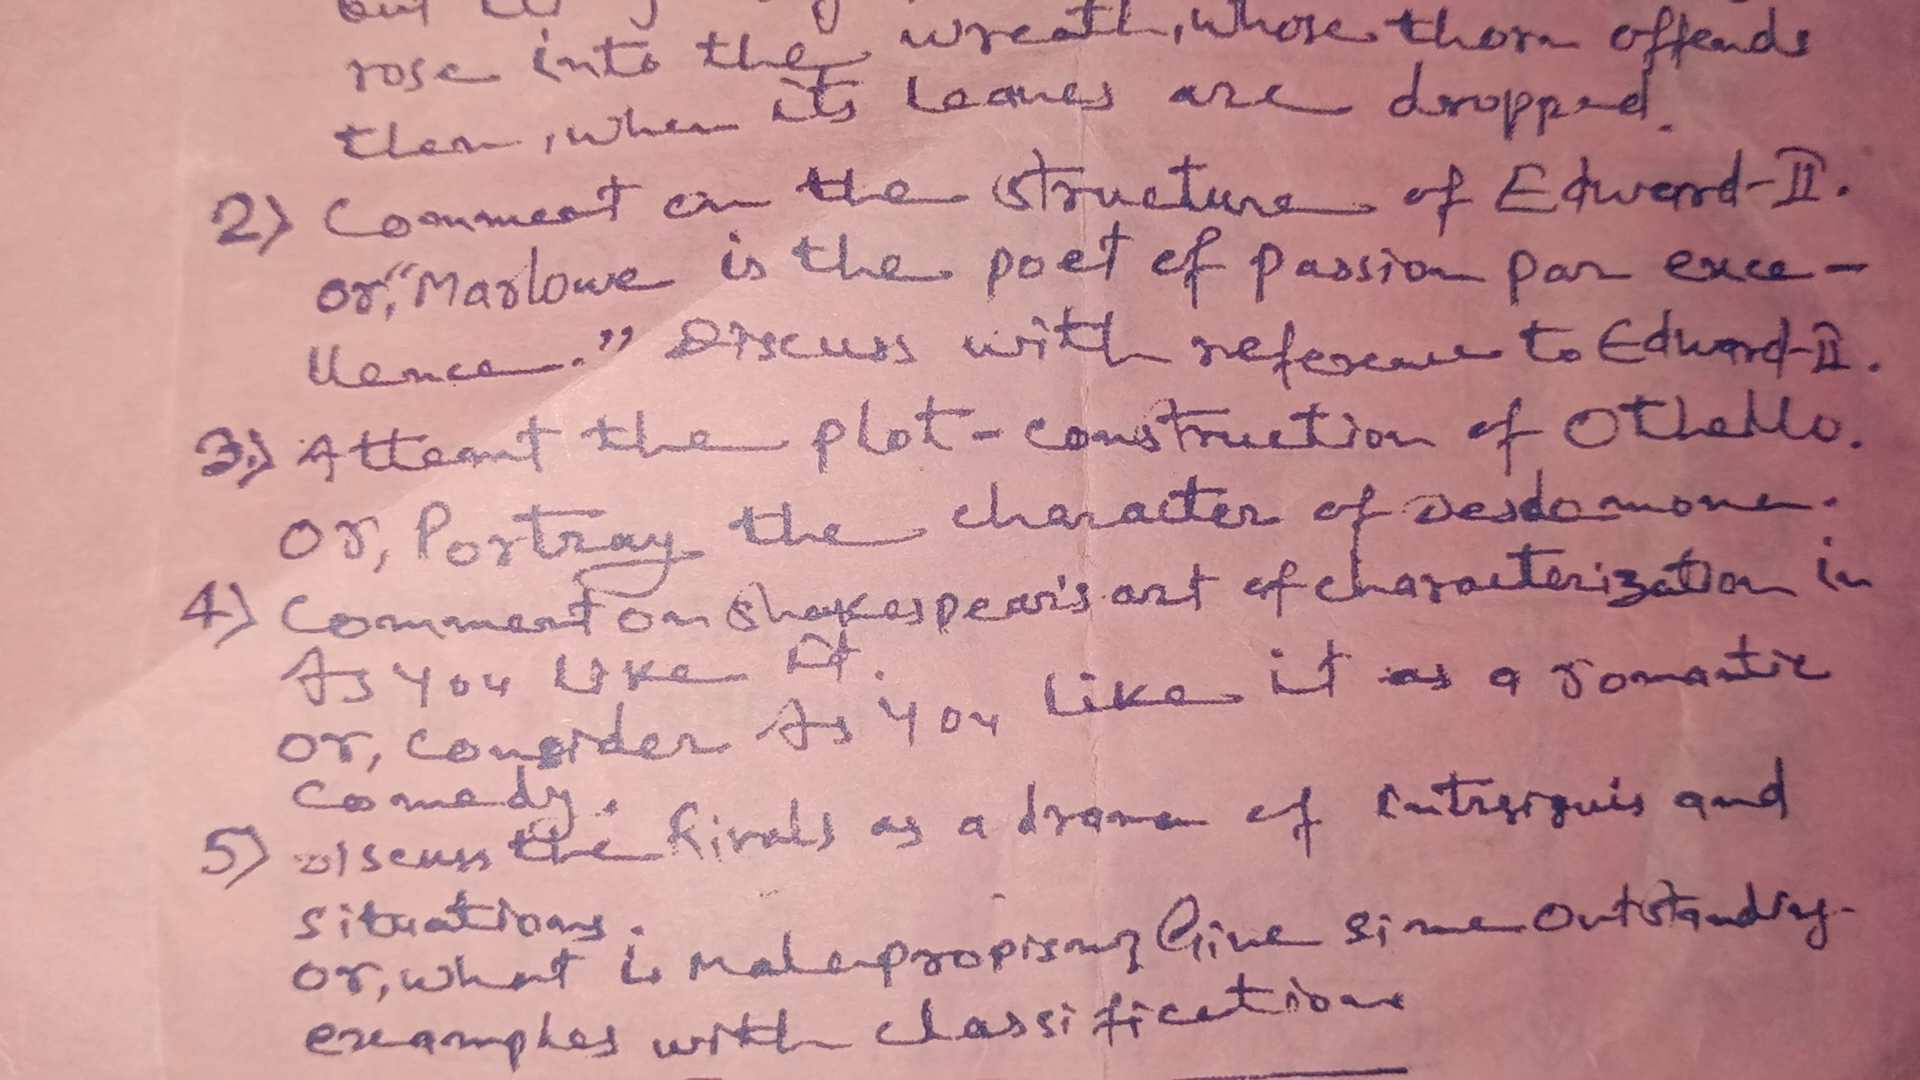 but
rose into the wreath, whose thorn offends
then, when its leaves are dropped.
2) Comment on the structure of Edward-II.
or, "Marlowe is the poet of passion par exce-
llence." Discuss with reference to Edward-II.
3.) Attempt the plot-construction of Othello.
or, Portray the character of Desdemona.
4) Comment on Shakespear's art of characterization in
As you like it.
or, consider As you like it as a romantic
comedy.
5) Discuss the Rivals as a drama of intriguis and
situations.
or, what is Malapropism? Give some outstanding
examples with classifications